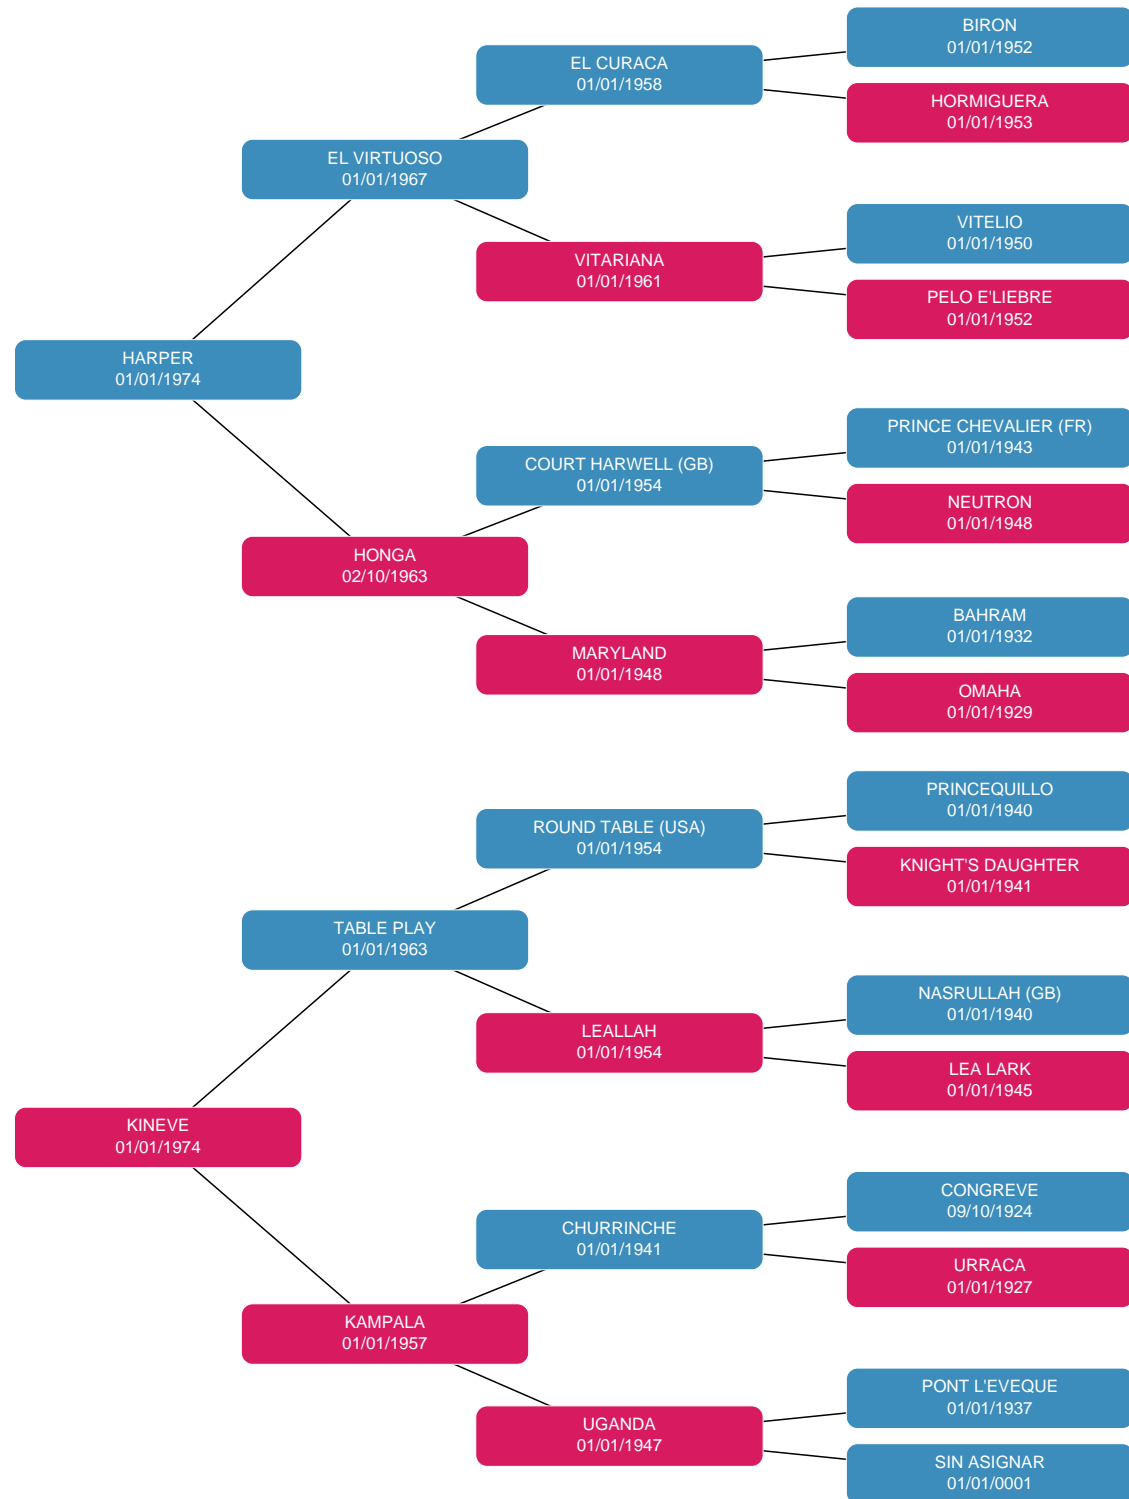 BIRON
01/01/1952
EL CURACA
01/01/1958
HORMIGUERA
01/01/1953
EL VIRTUOSO
01/01/1967
VITELIO
01/01/1950
VITARIANA
01/01/1961
PELO E'LIEBRE
01/01/1952
HARPER
01/01/1974
PRINCE CHEVALIER (FR)
01/01/1943
COURT HARWELL (GB)
01/01/1954
NEUTRON
01/01/1948
HONGA
02/10/1963
BAHRAM
01/01/1932
MARYLAND
01/01/1948
OMAHA
01/01/1929
PRINCEQUILLO
01/01/1940
ROUND TABLE (USA)
01/01/1954
KNIGHT'S DAUGHTER
01/01/1941
TABLE PLAY
01/01/1963
NASRULLAH (GB)
01/01/1940
LEALLAH
01/01/1954
LEA LARK
01/01/1945
KINEVE
01/01/1974
CONGREVE
09/10/1924
CHURRINCHE
01/01/1941
URRACA
01/01/1927
KAMPALA
01/01/1957
PONT L'EVEQUE
01/01/1937
UGANDA
01/01/1947
SIN ASIGNAR
01/01/0001